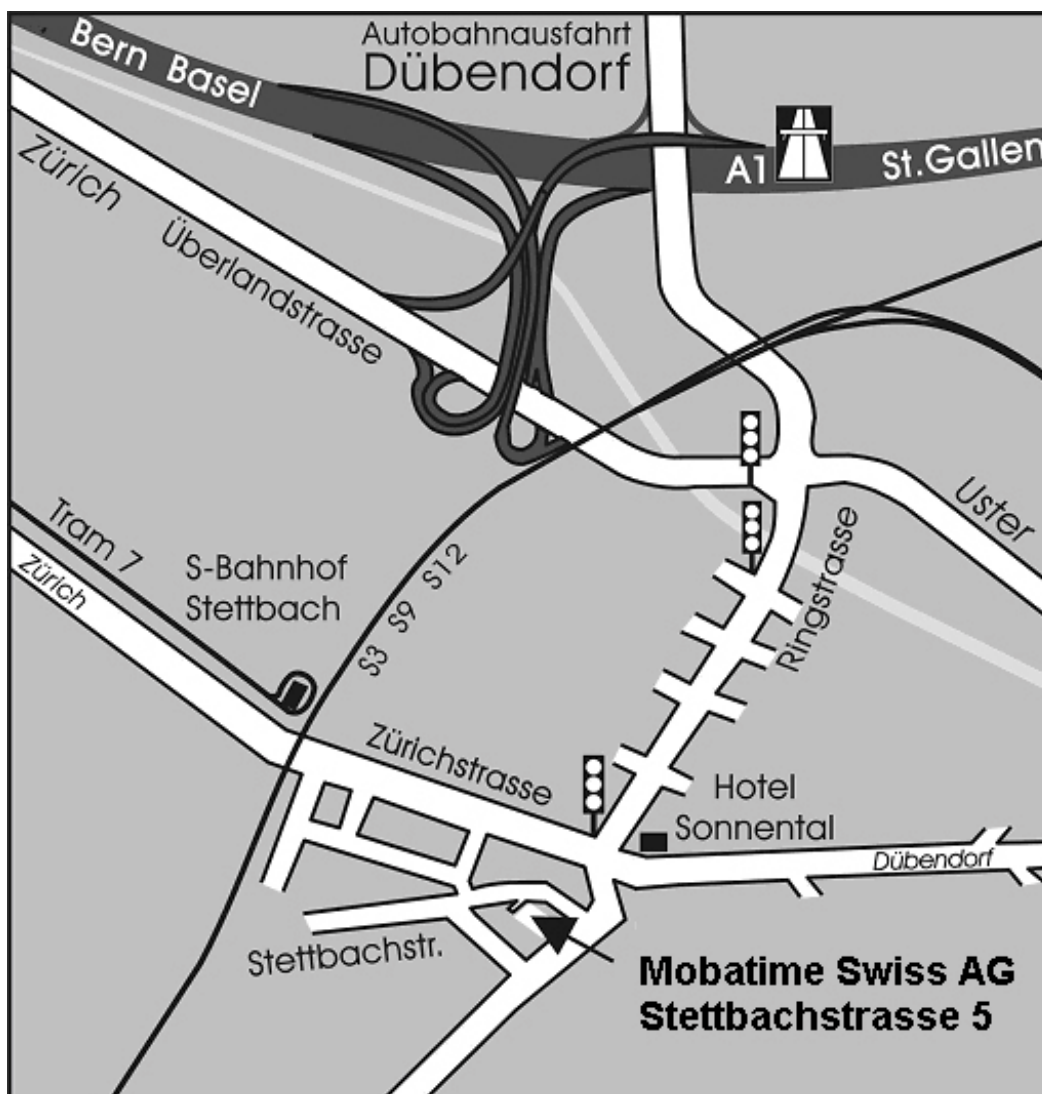 Autobahnausfahrt
Dübendorf
Bern Basel
A1
St.Gallen
Zürich
Überlandstrasse
Uster
Tram 7
Zürich
S-Bahnhof
Stettbach
S3 S9 S12
Ringstrasse
Zürichstrasse
Hotel
Sonnental
Dübendorf
Stettbachstr.
Mobatime Swiss AG
Stettbachstrasse 5